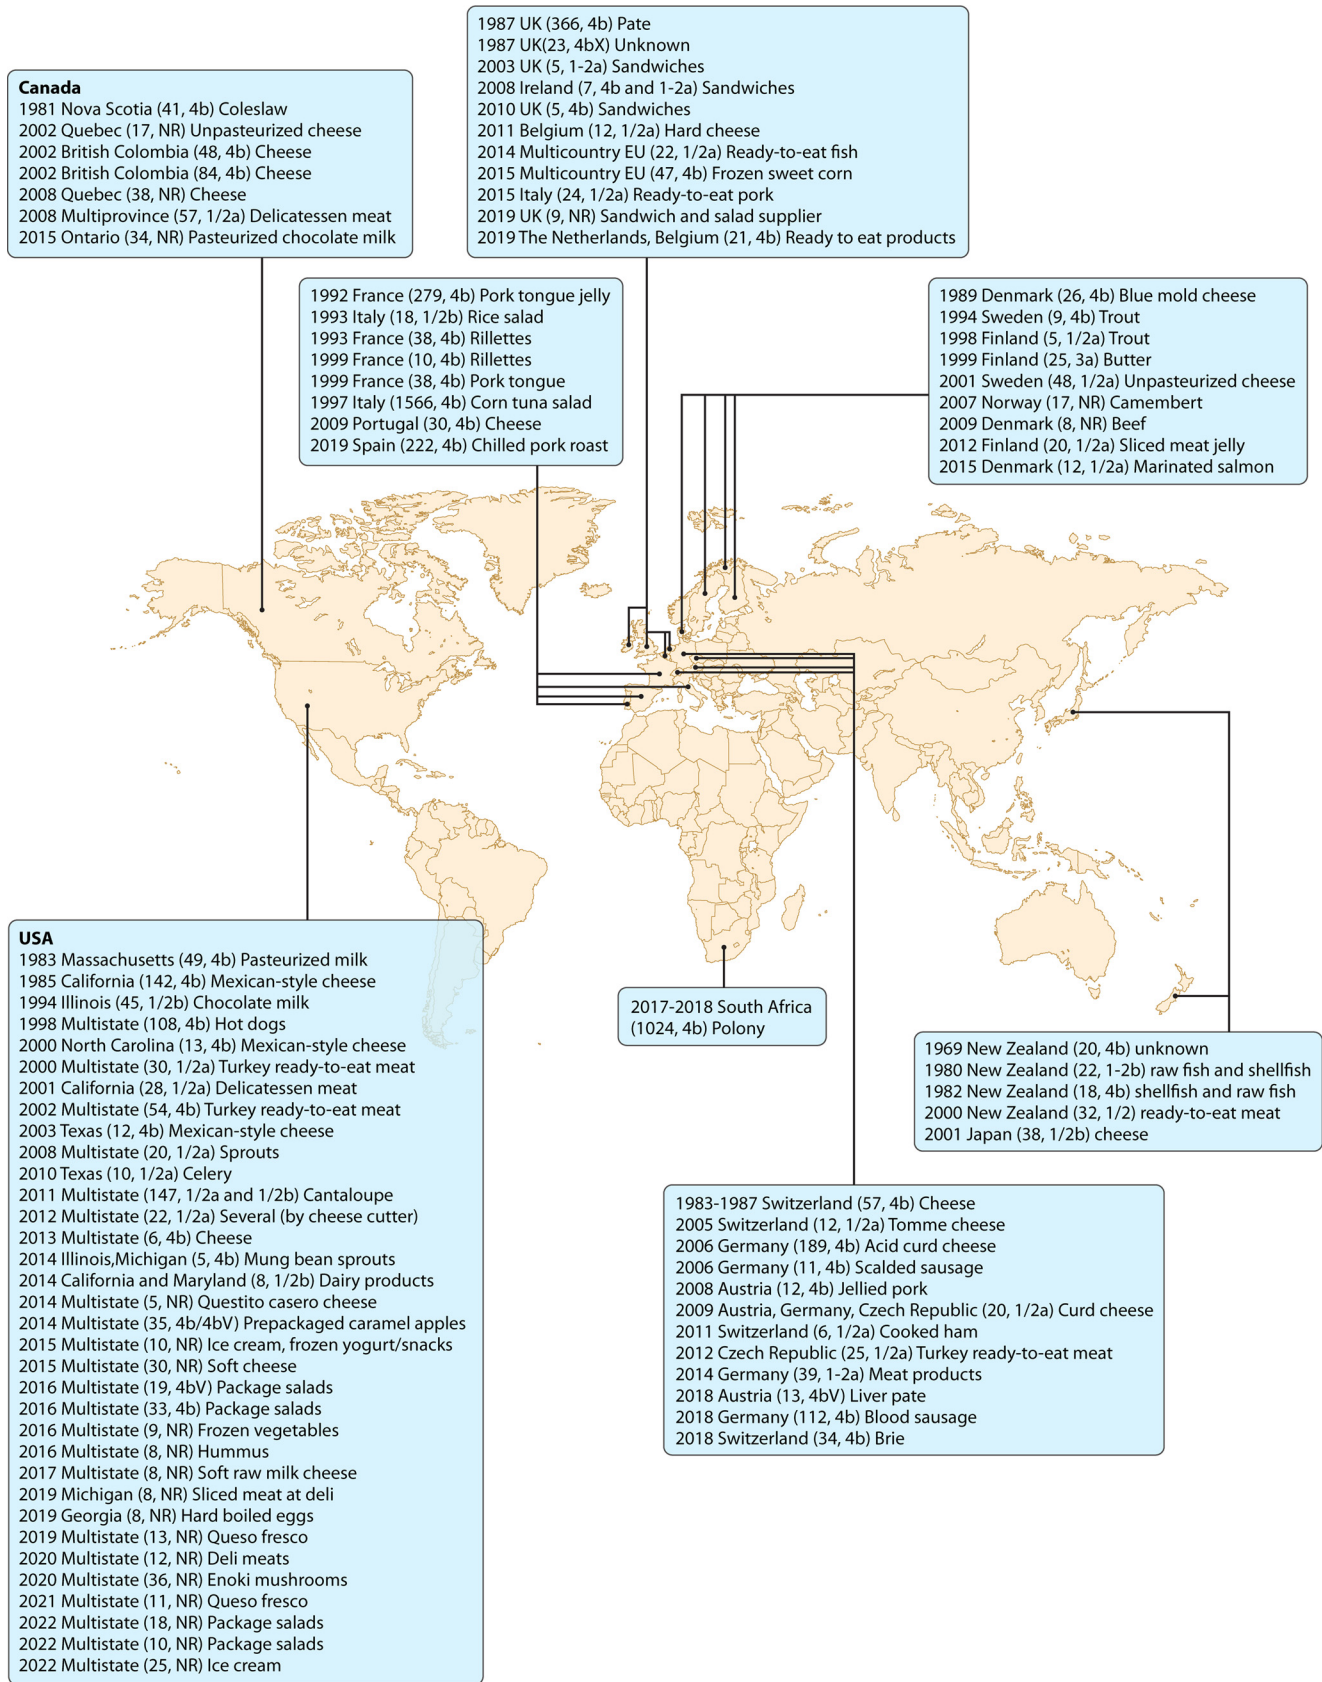 1987 UK (366, 4b) Pate
1987 UK(23, 4bX) Unknown
2003 UK (5, 1-2a) Sandwiches
2008 Ireland (7, 4b and 1-2a) Sandwiches
2010 UK (5, 4b) Sandwiches
2011 Belgium (12, 1/2a) Hard cheese
2014 Multicountry EU (22, 1/2a) Ready-to-eat fish
2015 Multicountry EU (47, 4b) Frozen sweet corn
2015 Italy (24, 1/2a) Ready-to-eat pork
2019 UK (9, NR) Sandwich and salad supplier
2019 The Netherlands, Belgium (21, 4b) Ready to eat products
Canada
1981 Nova Scotia (41, 4b) Coleslaw
2002 Quebec (17, NR) Unpasteurized cheese
2002 British Colombia (48, 4b) Cheese
2002 British Colombia (84, 4b) Cheese
2008 Quebec (38, NR) Cheese
2008 Multiprovince (57, 1/2a) Delicatessen meat
2015 Ontario (34, NR) Pasteurized chocolate milk
1992 France (279, 4b) Pork tongue jelly
1993 Italy (18, 1/2b) Rice salad
1993 France (38, 4b) Rillettes
1999 France (10, 4b) Rillettes
1999 France (38, 4b) Pork tongue
1997 Italy (1566, 4b) Corn tuna salad
2009 Portugal (30, 4b) Cheese
2019 Spain (222, 4b) Chilled pork roast
1989 Denmark (26, 4b) Blue mold cheese
1994 Sweden (9, 4b) Trout
1998 Finland (5, 1/2a) Trout
1999 Finland (25, 3a) Butter
2001 Sweden (48, 1/2a) Unpasteurized cheese
2007 Norway (17, NR) Camembert
2009 Denmark (8, NR) Beef
2012 Finland (20, 1/2a) Sliced meat jelly
2015 Denmark (12, 1/2a) Marinated salmon
USA
1983 Massachusetts (49, 4b) Pasteurized milk
1985 California (142, 4b) Mexican-style cheese
1994 Illinois (45, 1/2b) Chocolate milk
1998 Multistate (108, 4b) Hot dogs
2000 North Carolina (13, 4b) Mexican-style cheese
2000 Multistate (30, 1/2a) Turkey ready-to-eat meat
2001 California (28, 1/2a) Delicatessen meat
2002 Multistate (54, 4b) Turkey ready-to-eat meat
2003 Texas (12, 4b) Mexican-style cheese
2008 Multistate (20, 1/2a) Sprouts
2010 Texas (10, 1/2a) Celery
2011 Multistate (147, 1/2a and 1/2b) Cantaloupe
2012 Multistate (22, 1/2a) Several (by cheese cutter)
2013 Multistate (6, 4b) Cheese
2014 Illinois,Michigan (5, 4b) Mung bean sprouts
2014 California and Maryland (8, 1/2b) Dairy products
2014 Multistate (5, NR) Questito casero cheese
2014 Multistate (35, 4b/4bV) Prepackaged caramel apples
2015 Multistate (10, NR) Ice cream, frozen yogurt/snacks
2015 Multistate (30, NR) Soft cheese
2016 Multistate (19, 4bV) Package salads
2016 Multistate (33, 4b) Package salads
2016 Multistate (9, NR) Frozen vegetables
2016 Multistate (8, NR) Hummus
2017 Multistate (8, NR) Soft raw milk cheese
2019 Michigan (8, NR) Sliced meat at deli
2019 Georgia (8, NR) Hard boiled eggs
2019 Multistate (13, NR) Queso fresco
2020 Multistate (12, NR) Deli meats
2020 Multistate (36, NR) Enoki mushrooms
2021 Multistate (11, NR) Queso fresco
2022 Multistate (18, NR) Package salads
2022 Multistate (10, NR) Package salads
2022 Multistate (25, NR) Ice cream
2017-2018 South Africa
(1024, 4b) Polony
1969 New Zealand (20, 4b) unknown
1980 New Zealand (22, 1-2b) raw fish and shellfish
1982 New Zealand (18, 4b) shellfish and raw fish
2000 New Zealand (32, 1/2) ready-to-eat meat
2001 Japan (38, 1/2b) cheese
1983-1987 Switzerland (57, 4b) Cheese
2005 Switzerland (12, 1/2a) Tomme cheese
2006 Germany (189, 4b) Acid curd cheese
2006 Germany (11, 4b) Scalded sausage
2008 Austria (12, 4b) Jellied pork
2009 Austria, Germany, Czech Republic (20, 1/2a) Curd cheese
2011 Switzerland (6, 1/2a) Cooked ham
2012 Czech Republic (25, 1/2a) Turkey ready-to-eat meat
2014 Germany (39, 1-2a) Meat products
2018 Austria (13, 4bV) Liver pate
2018 Germany (112, 4b) Blood sausage
2018 Switzerland (34, 4b) Brie